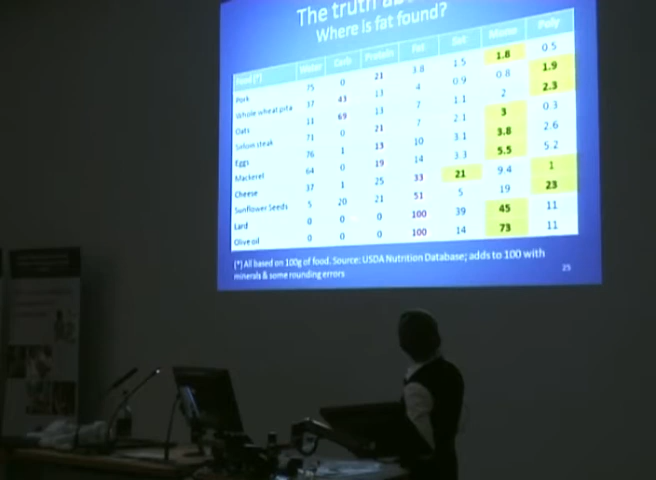 The truth
Where is fat found?
Food (*) Water Carb Protein Fat Sat Mono Poly
Pork 75 0 21 3.8 1.5 1.8 0.5
Whole wheat pita 37 43 13 4 0.9 0.8 1.9
Oats 11 69 13 7 1.1 2 2.3
Sirloin steak 71 0 21 7 2.1 3 0.3
Eggs 76 1 13 10 3.1 3.8 2.6
Mackerel 64 0 19 14 3.3 5.5 5.2
Cheese 37 1 25 33 21 9.4 1
Sunflower Seeds 5 20 21 51 5 19 23
Lard 0 0 0 100 39 45 11
Olive oil 0 0 0 100 14 73 11
(*) All based on 100g of food. Source: USDA Nutrition Database; adds to 100 with
minerals & some rounding errors
25